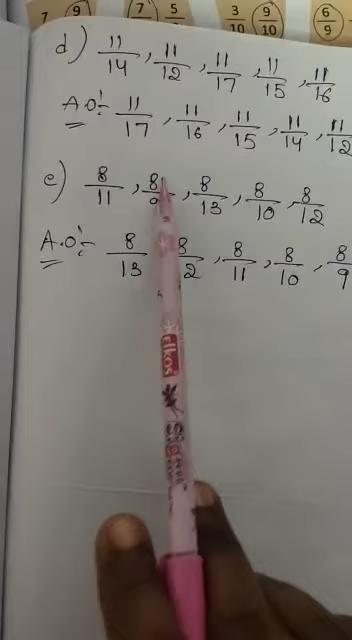 7 9 7 5 3/10 9/10 6/9
d) 11/14, 11/12, 11/17, 11/15, 11/16
A.O:- 11/17, 11/16, 11/15, 11/14, 11/12
e) 8/11, 8/9, 8/13, 8/10, 8/12
A.O:- 8/13, 8/12, 8/11, 8/10, 8/9
elkos